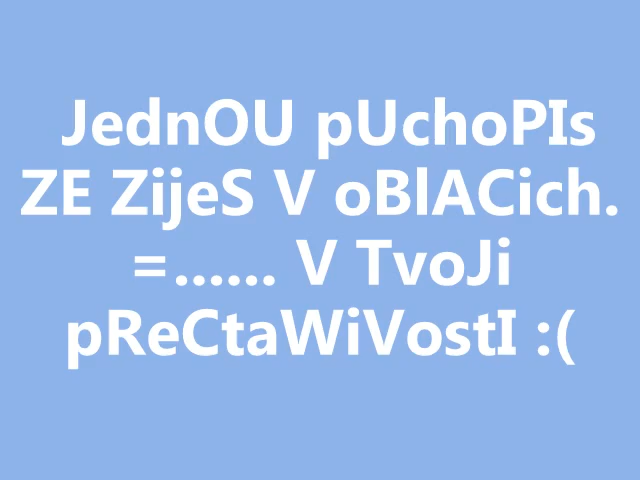 JednOU pUchoPIs
ZE ZijeS V oBlACich.
=...... V TvoJi
pReCtaWiVostI :(